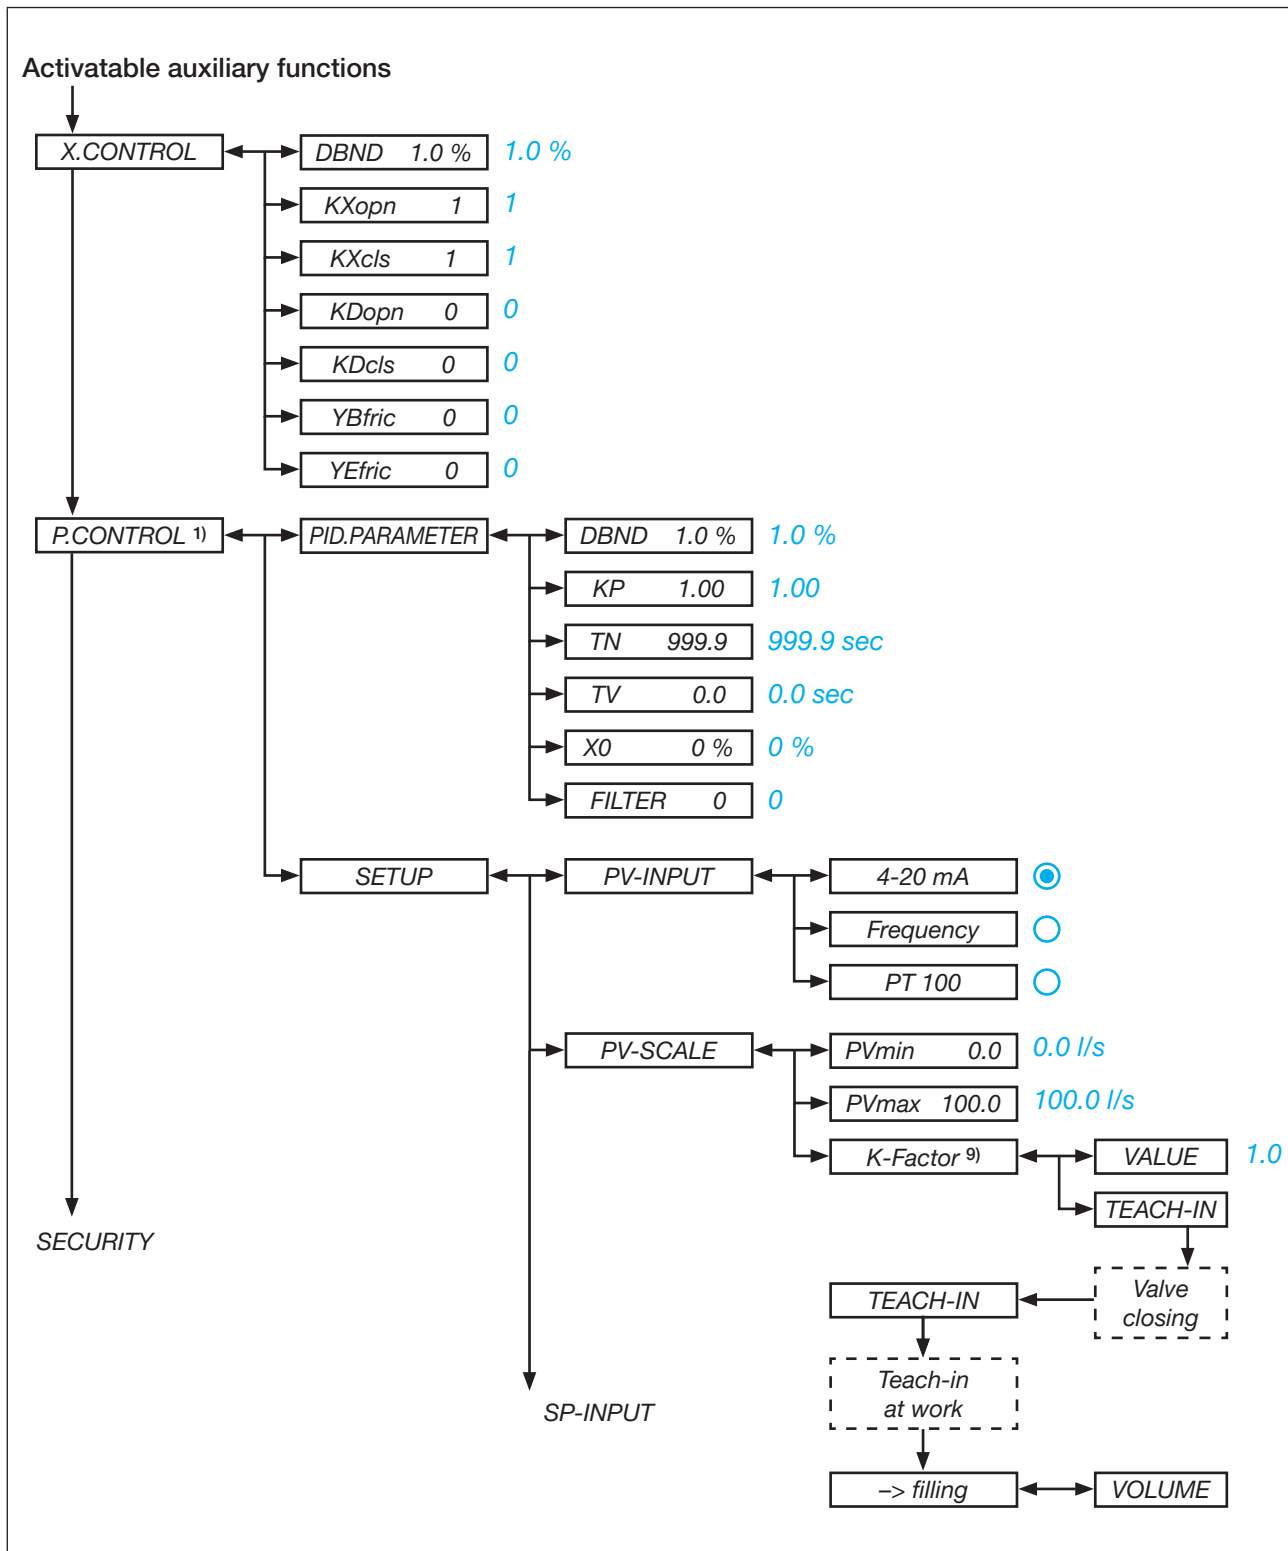 Activatable auxiliary functions
X.CONTROL
DBND 1.0 % 1.0 %
KXopn 1 1
KXcls 1 1
KDopn 0 0
KDcls 0 0
YBfric 0 0
YEfric 0 0
P.CONTROL 1)
PID.PARAMETER
DBND 1.0 % 1.0 %
KP 1.00 1.00
TN 999.9 999.9 sec
TV 0.0 0.0 sec
X0 0 % 0 %
FILTER 0 0
SETUP
PV-INPUT
4-20 mA
Frequency
PT 100
PV-SCALE
PVmin 0.0 0.0 l/s
PVmax 100.0 100.0 l/s
K-Factor 9)
VALUE 1.0
TEACH-IN
SECURITY
Valve
closing
TEACH-IN
Teach-in
at work
SP-INPUT
–> filling
VOLUME